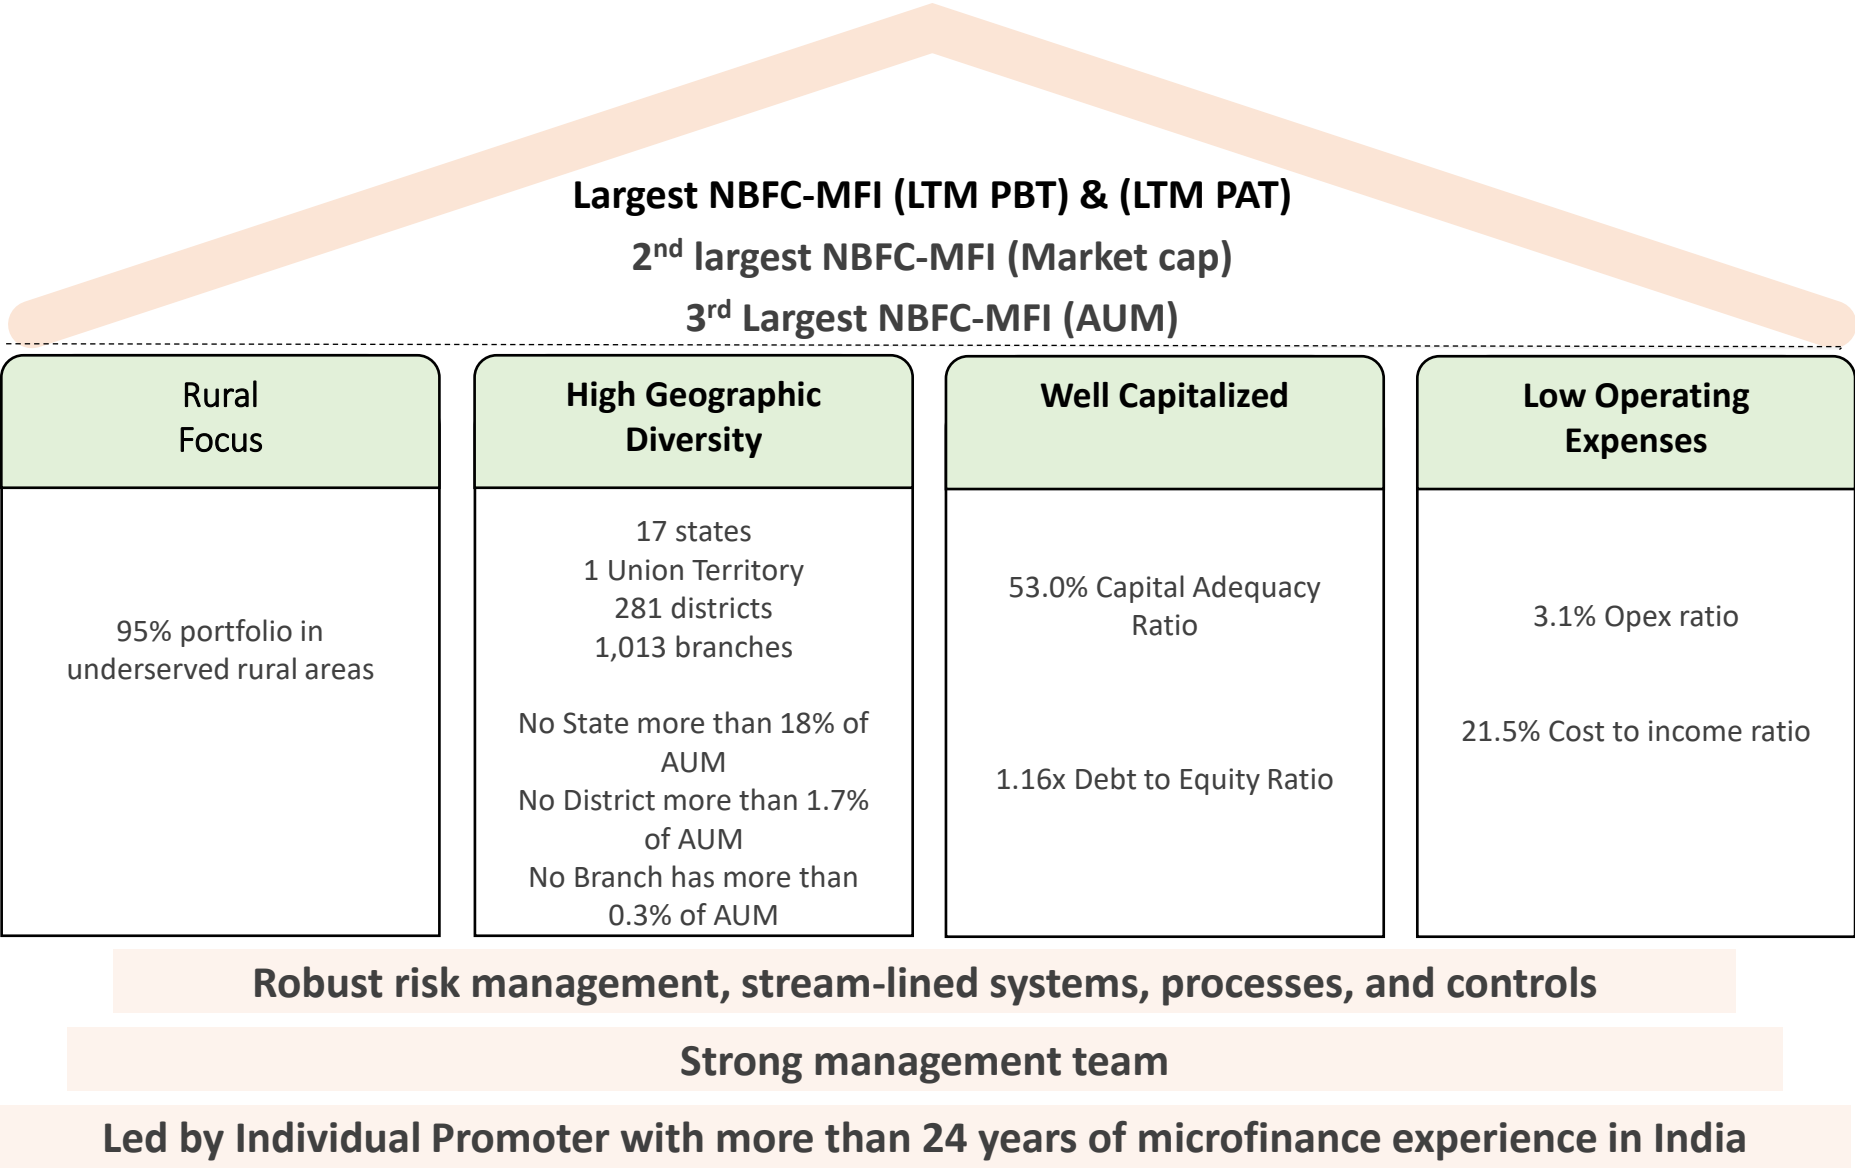 Largest NBFC-MFI (LTM PBT) & (LTM PAT)
2nd largest NBFC-MFI (Market cap)
3rd Largest NBFC-MFI (AUM)
Rural
Focus
95% portfolio in
underserved rural areas
High Geographic
Diversity
17 states
1 Union Territory
281 districts
1,013 branches
No State more than 18% of
AUM
No District more than 1.7%
of AUM
No Branch has more than
0.3% of AUM
Well Capitalized
53.0% Capital Adequacy
Ratio
1.16x Debt to Equity Ratio
Low Operating
Expenses
3.1% Opex ratio
21.5% Cost to income ratio
Robust risk management, stream-lined systems, processes, and controls
Strong management team
Led by Individual Promoter with more than 24 years of microfinance experience in India